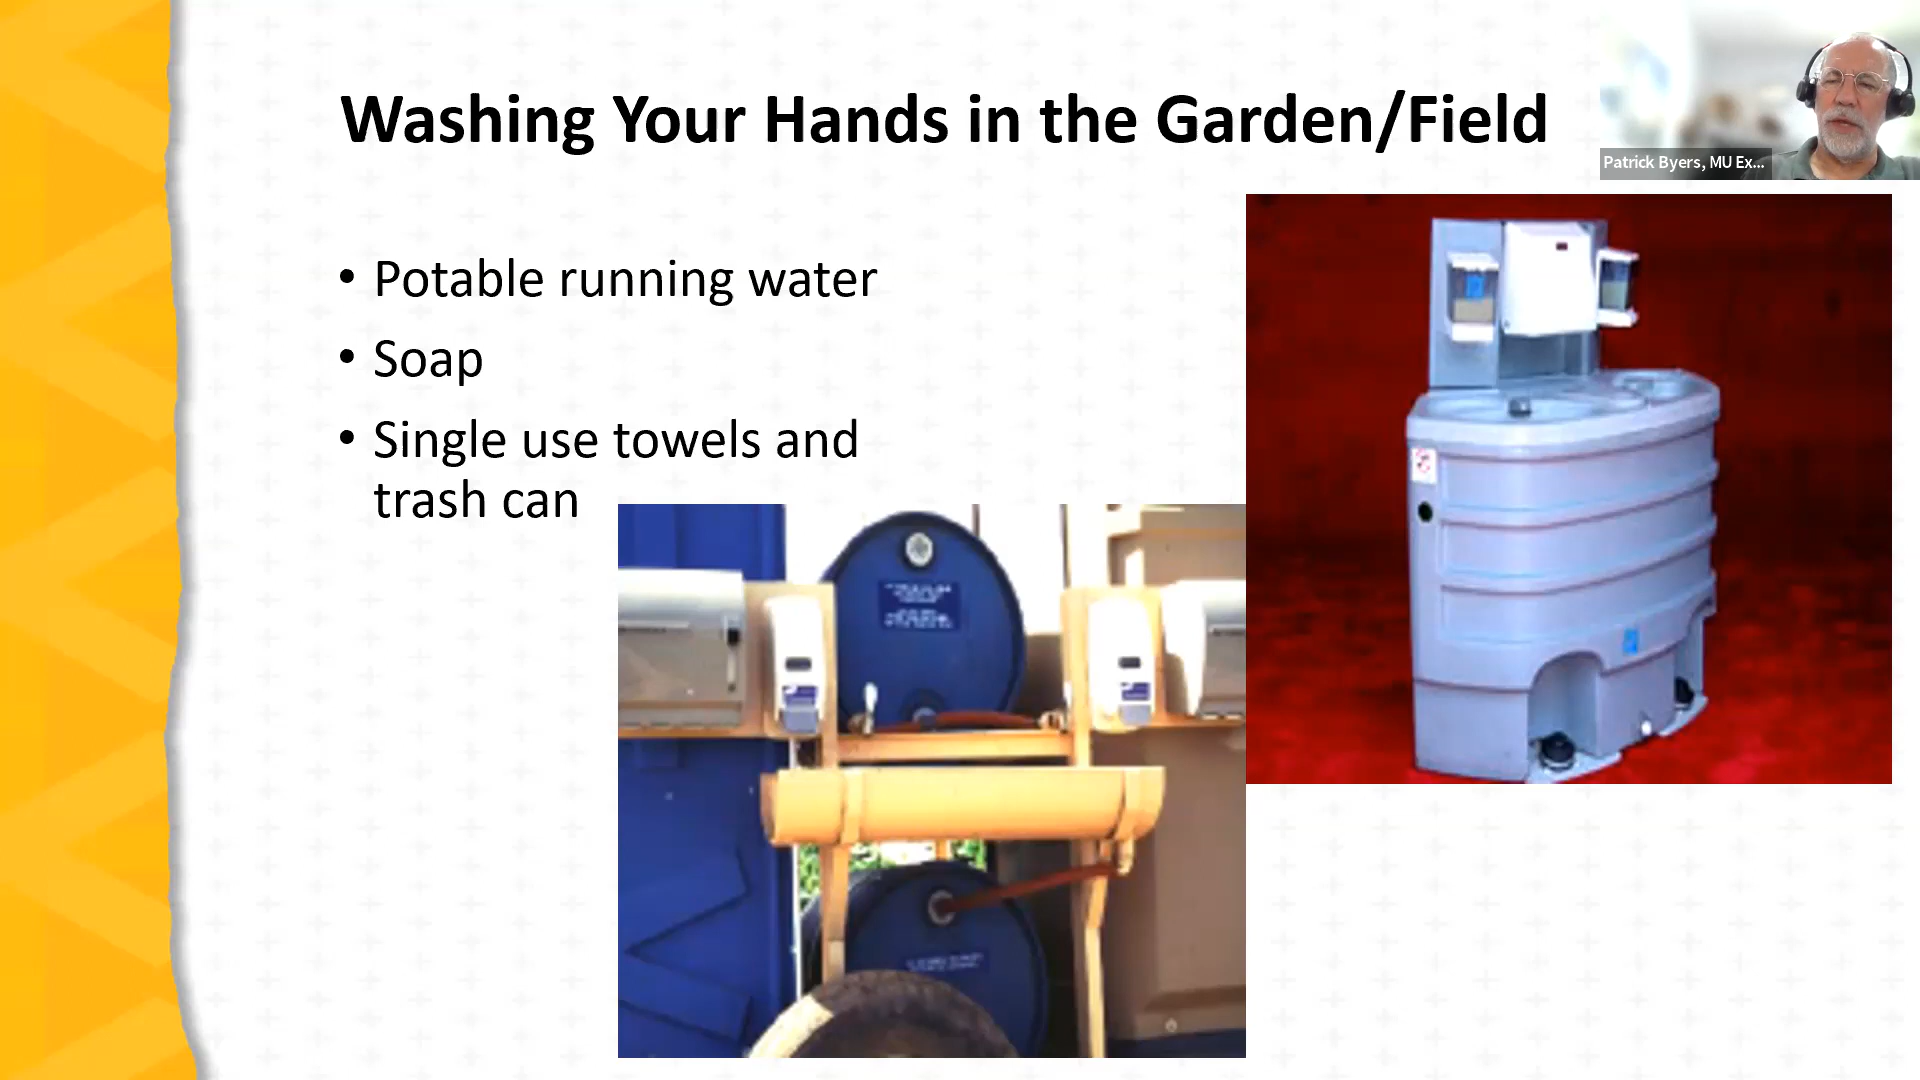 Washing Your Hands in the Garden/Field
Patrick Byers, MU Ex...
• Potable running water
• Soap
• Single use towels and
trash can